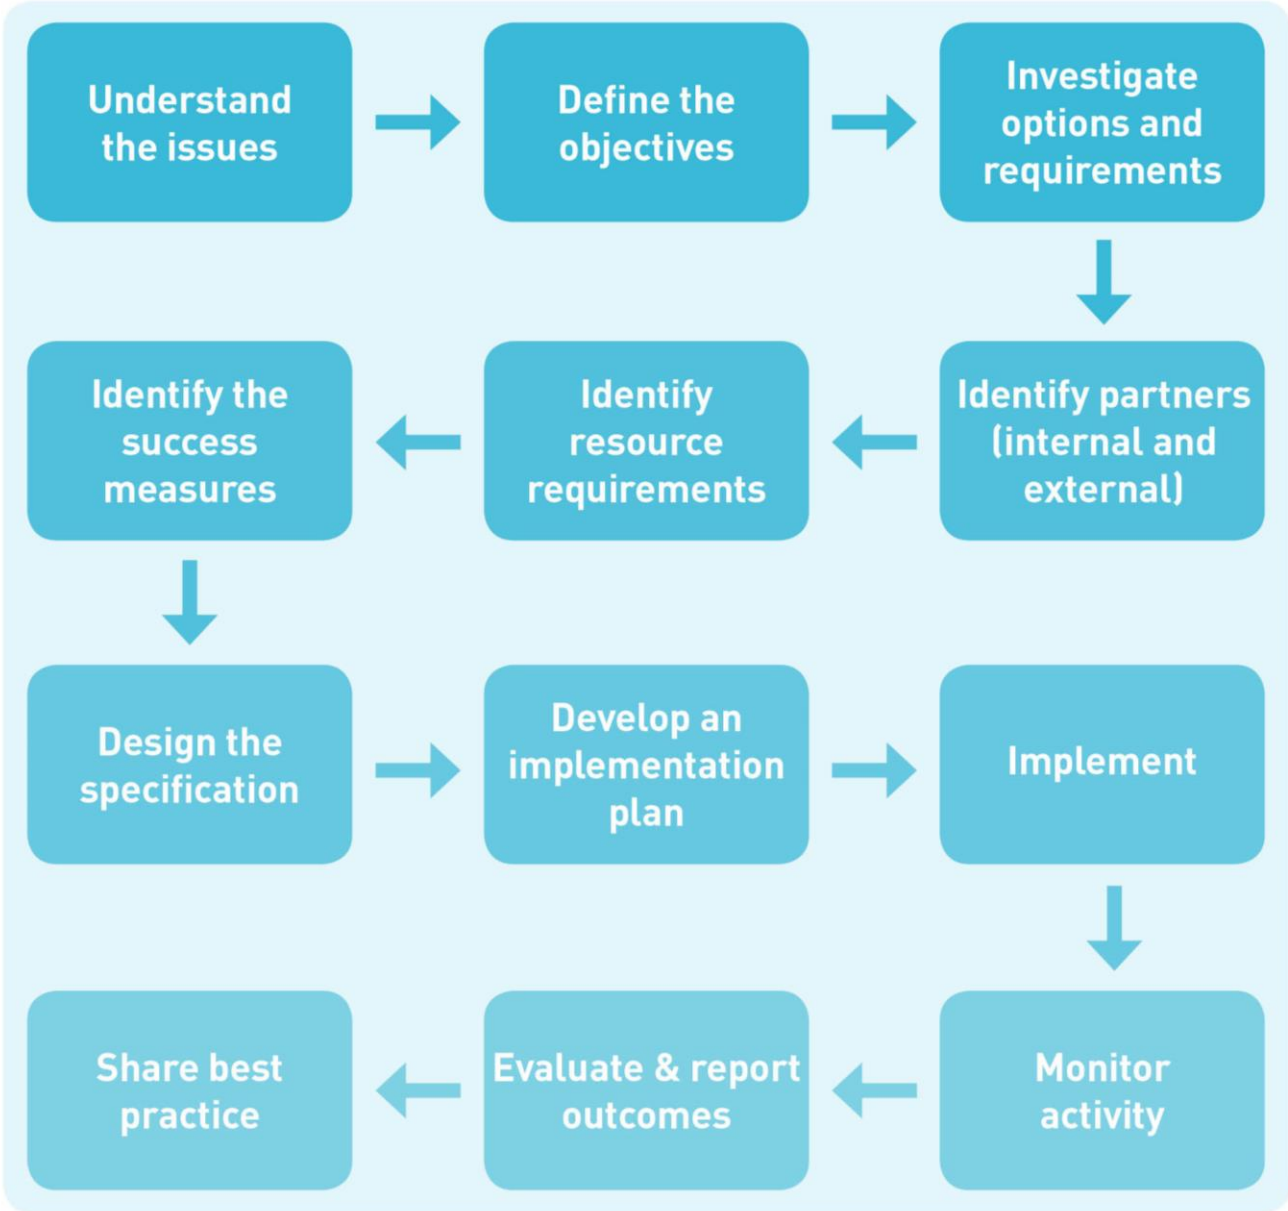 Understand
the issues
Define the
objectives
Investigate
options and
requirements
Identify the
success
measures
Identify
resource
requirements
Identify partners
(internal and
external)
Design the
specification
Develop an
implementation
plan
Implement
Share best
practice
Evaluate & report
outcomes
Monitor
activity